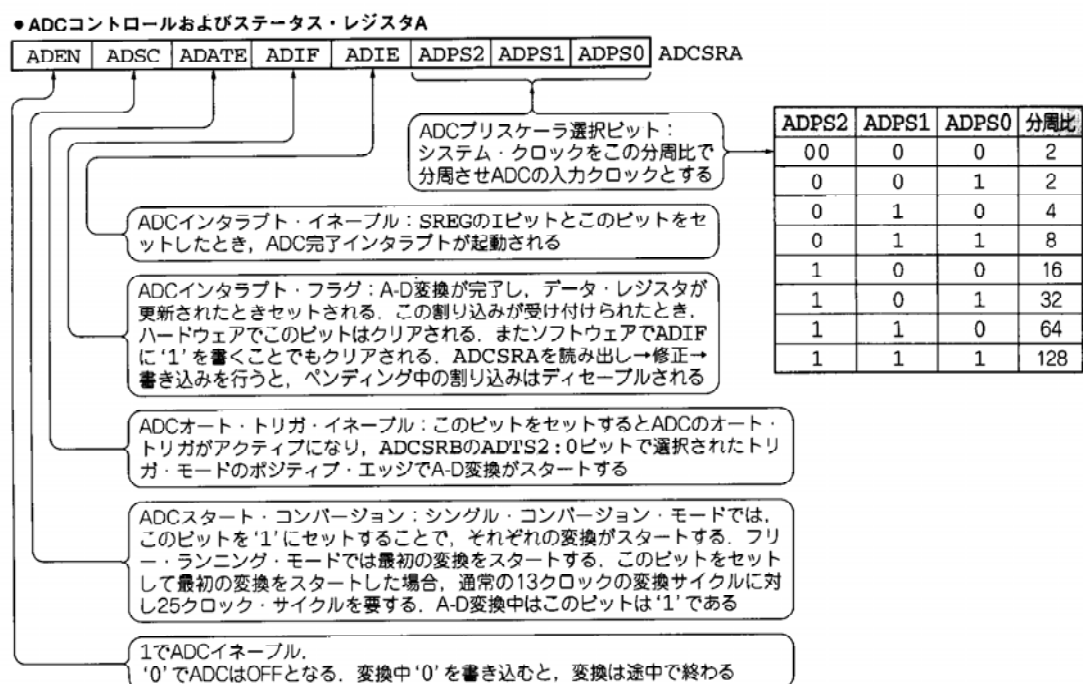 ●ADCコントロールおよびステータス・レジスタA
ADEN ADSC ADATE ADIF ADIE ADPS2 ADPS1 ADPS0 ADCSRA
ADCプリスケーラ選択ビット：
システム・クロックをこの分周比で
分周させADCの入力クロックとする
ADPS2 ADPS1 ADPS0 分周比
00 0 0 2
0 0 1 2
0 1 0 4
0 1 1 8
1 0 0 16
1 0 1 32
1 1 0 64
1 1 1 128
ADCインタラプト・イネーブル：SREGのIビットとこのビットをセ
ットしたとき，ADC完了インタラプトが起動される
ADCインタラプト・フラグ：A-D変換が完了し，データ・レジスタが
更新されたときセットされる．この割り込みが受け付けられたとき，
ハードウェアでこのビットはクリアされる．またソフトウェアでADIF
に‘1’を書くことでもクリアされる．ADCSRAを読み出し→修正→
書き込みを行うと，ペンディング中の割り込みはディセーブルされる
ADCオート・トリガ・イネーブル：このビットをセットするとADCのオート・
トリガがアクティブになり，ADCSRBのADTS2:0ビットで選択されたトリ
ガ・モードのポジティブ・エッジでA-D変換がスタートする
ADCスタート・コンバージョン：シングル・コンバージョン・モードでは，
このビットを‘1’にセットすることで，それぞれの変換がスタートする．フリ
ー・ランニング・モードでは最初の変換をスタートする．このビットをセット
して最初の変換をスタートした場合，通常の13クロックの変換サイクルに対
し25クロック・サイクルを要する．A-D変換中はこのビットは‘1’である
1でADCイネーブル．
‘0’でADCはOFFとなる．変換中‘0’を書き込むと，変換は途中で終わる